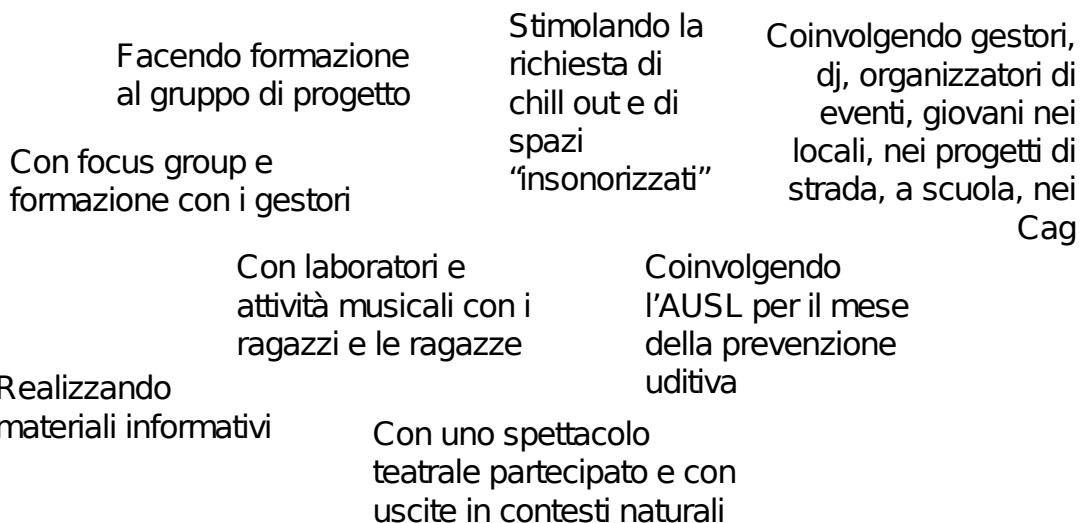 Facendo formazione
al gruppo di progetto
Stimolando la
richiesta di
chill out e di
spazi
“insonorizzati”
Coinvolgendo gestori,
dj, organizzatori di
eventi, giovani nei
locali, nei progetti di
strada, a scuola, nei
Cag
Con focus group e
formazione con i gestori
Con laboratori e
attività musicali con i
ragazzi e le ragazze
Coinvolgendo
l’AUSL per il mese
della prevenzione
uditiva
Realizzando
materiali informativi
Con uno spettacolo
teatrale partecipato e con
uscite in contesti naturali